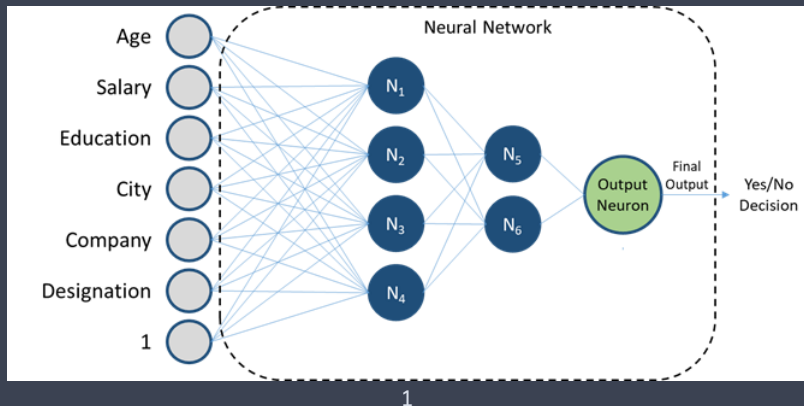 Neural Network
Age
Salary
Education
City
Company
Designation
1
N₁
N₂
N₃
N₄
N₅
N₆
Output
Neuron
Final
Output
Yes/No
Decision
1